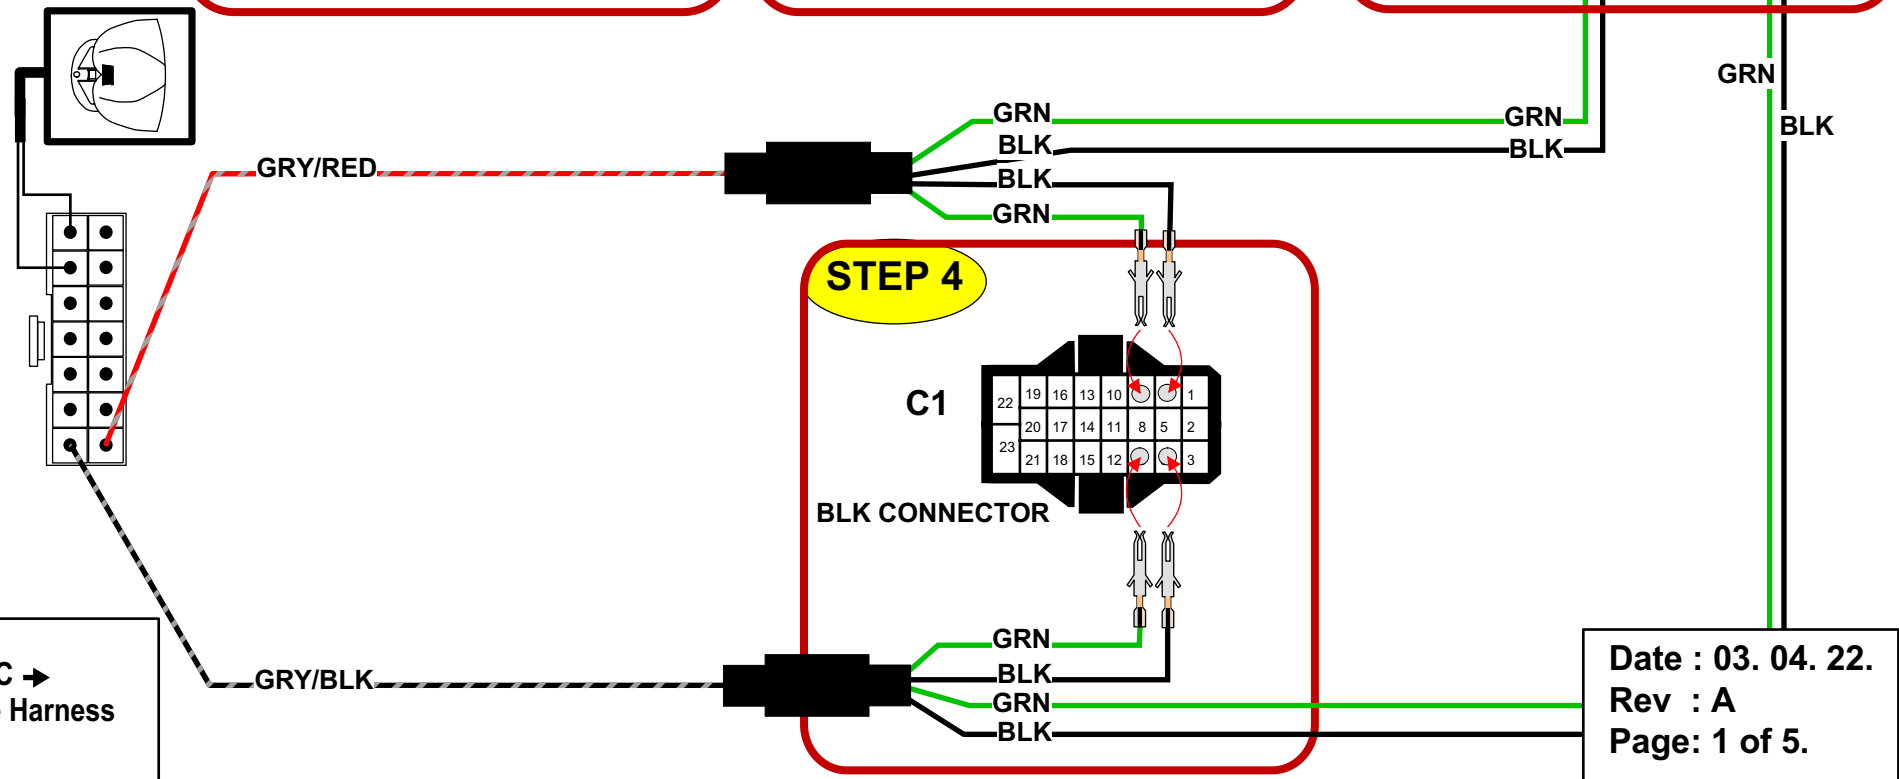 GRN
BLK
GRN
GRN
BLK
BLK
GRY/RED
BLK
GRN
STEP 4
C1
22 19 16 13 10 1
20 17 14 11 8 5 2
23
21 18 15 12 3
BLK CONNECTOR
GRN
BLK
GRY/BLK
GRN
BLK
C →
Harness
Date : 03. 04. 22.
Rev : A
Page: 1 of 5.